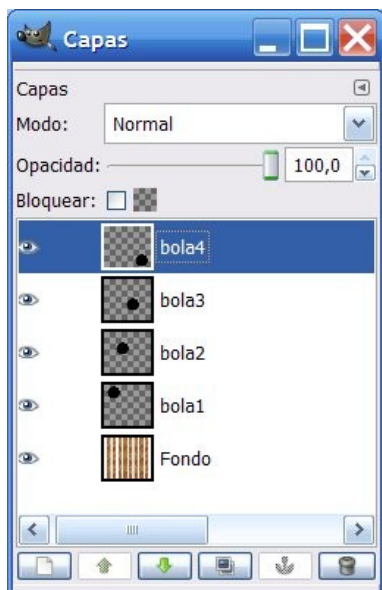 Capas
Capas
Modo: Normal
Opacidad: 100,0
Bloquear:
bola4
bola3
bola2
bola1
Fondo